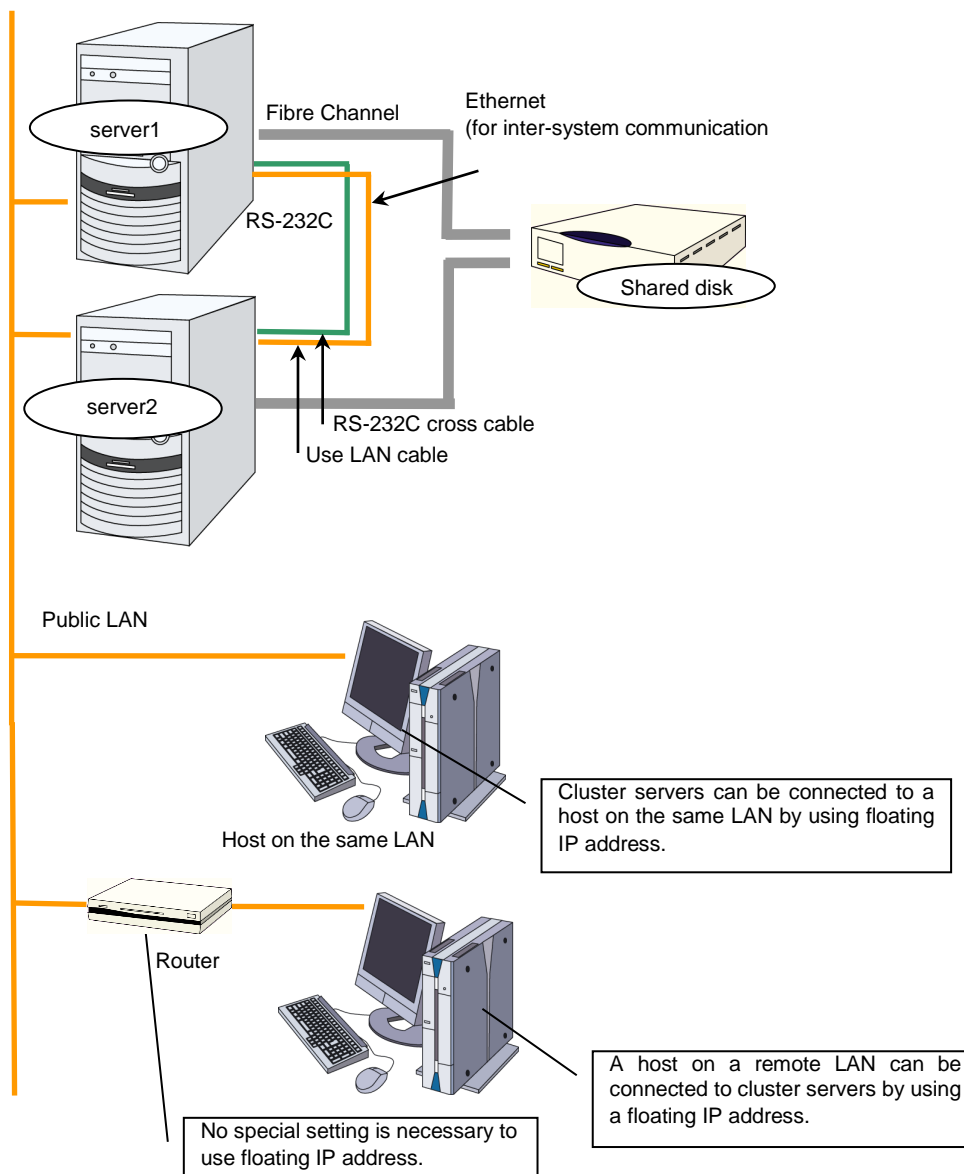 Ethernet
(for inter-system communication
Fibre Channel
server1
RS-232C
Shared disk
server2
RS-232C cross cable
Use LAN cable
Public LAN
Cluster servers can be connected to a
host on the same LAN by using floating
IP address.
Host on the same LAN
Router
A host on a remote LAN can be
connected to cluster servers by using
a floating IP address.
No special setting is necessary to
use floating IP address.